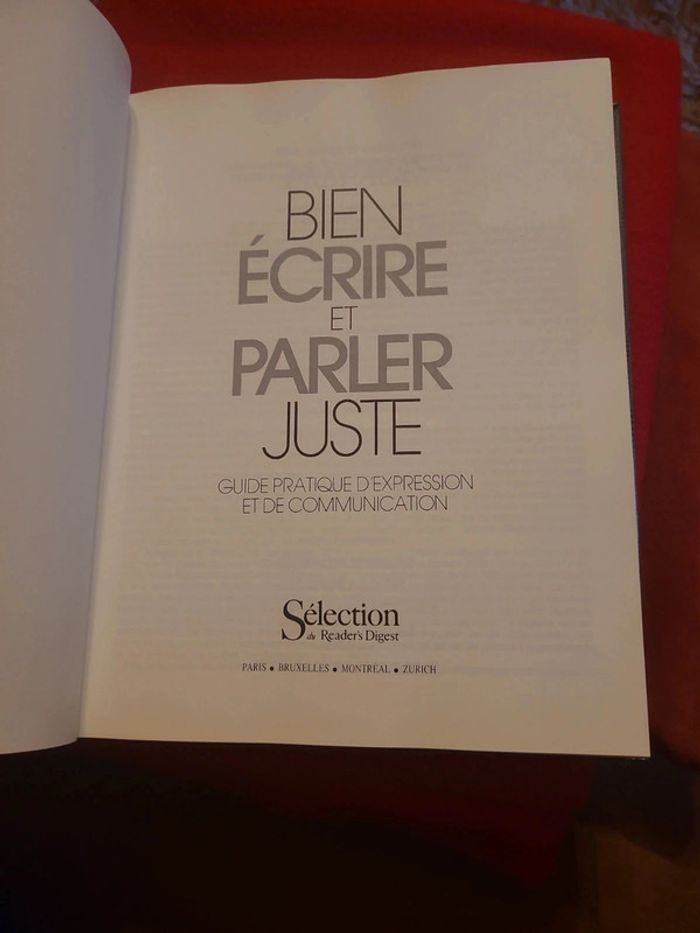 BIEN
ÉCRIRE
ET
PARLER
JUSTE
GUIDE PRATIQUE D'EXPRESSION
ET DE COMMUNICATION
Sélection
du Reader's Digest
PARIS • BRUXELLES • MONTRÉAL • ZURICH